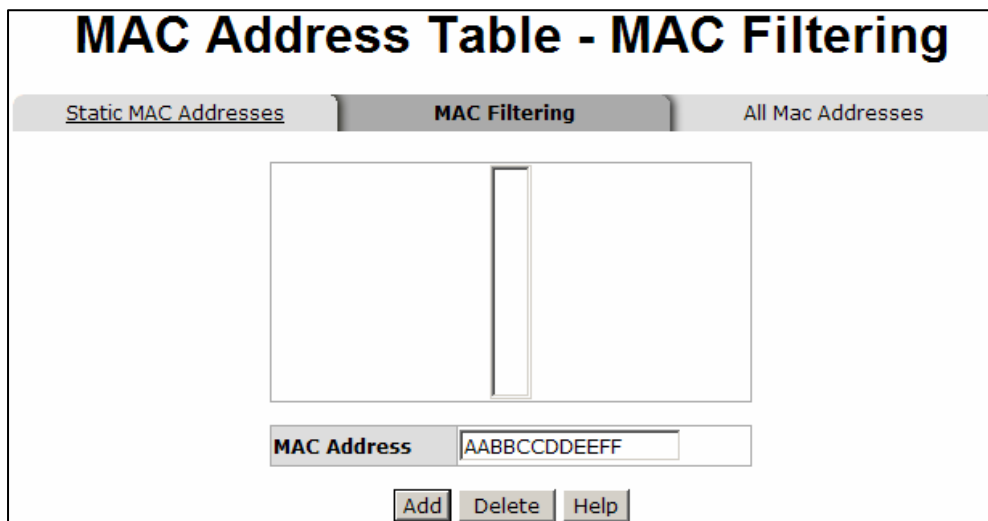 MAC Address Table - MAC Filtering
Static MAC Addresses MAC Filtering All Mac Addresses
MAC Address AABBCCDDEEFF
Add Delete Help